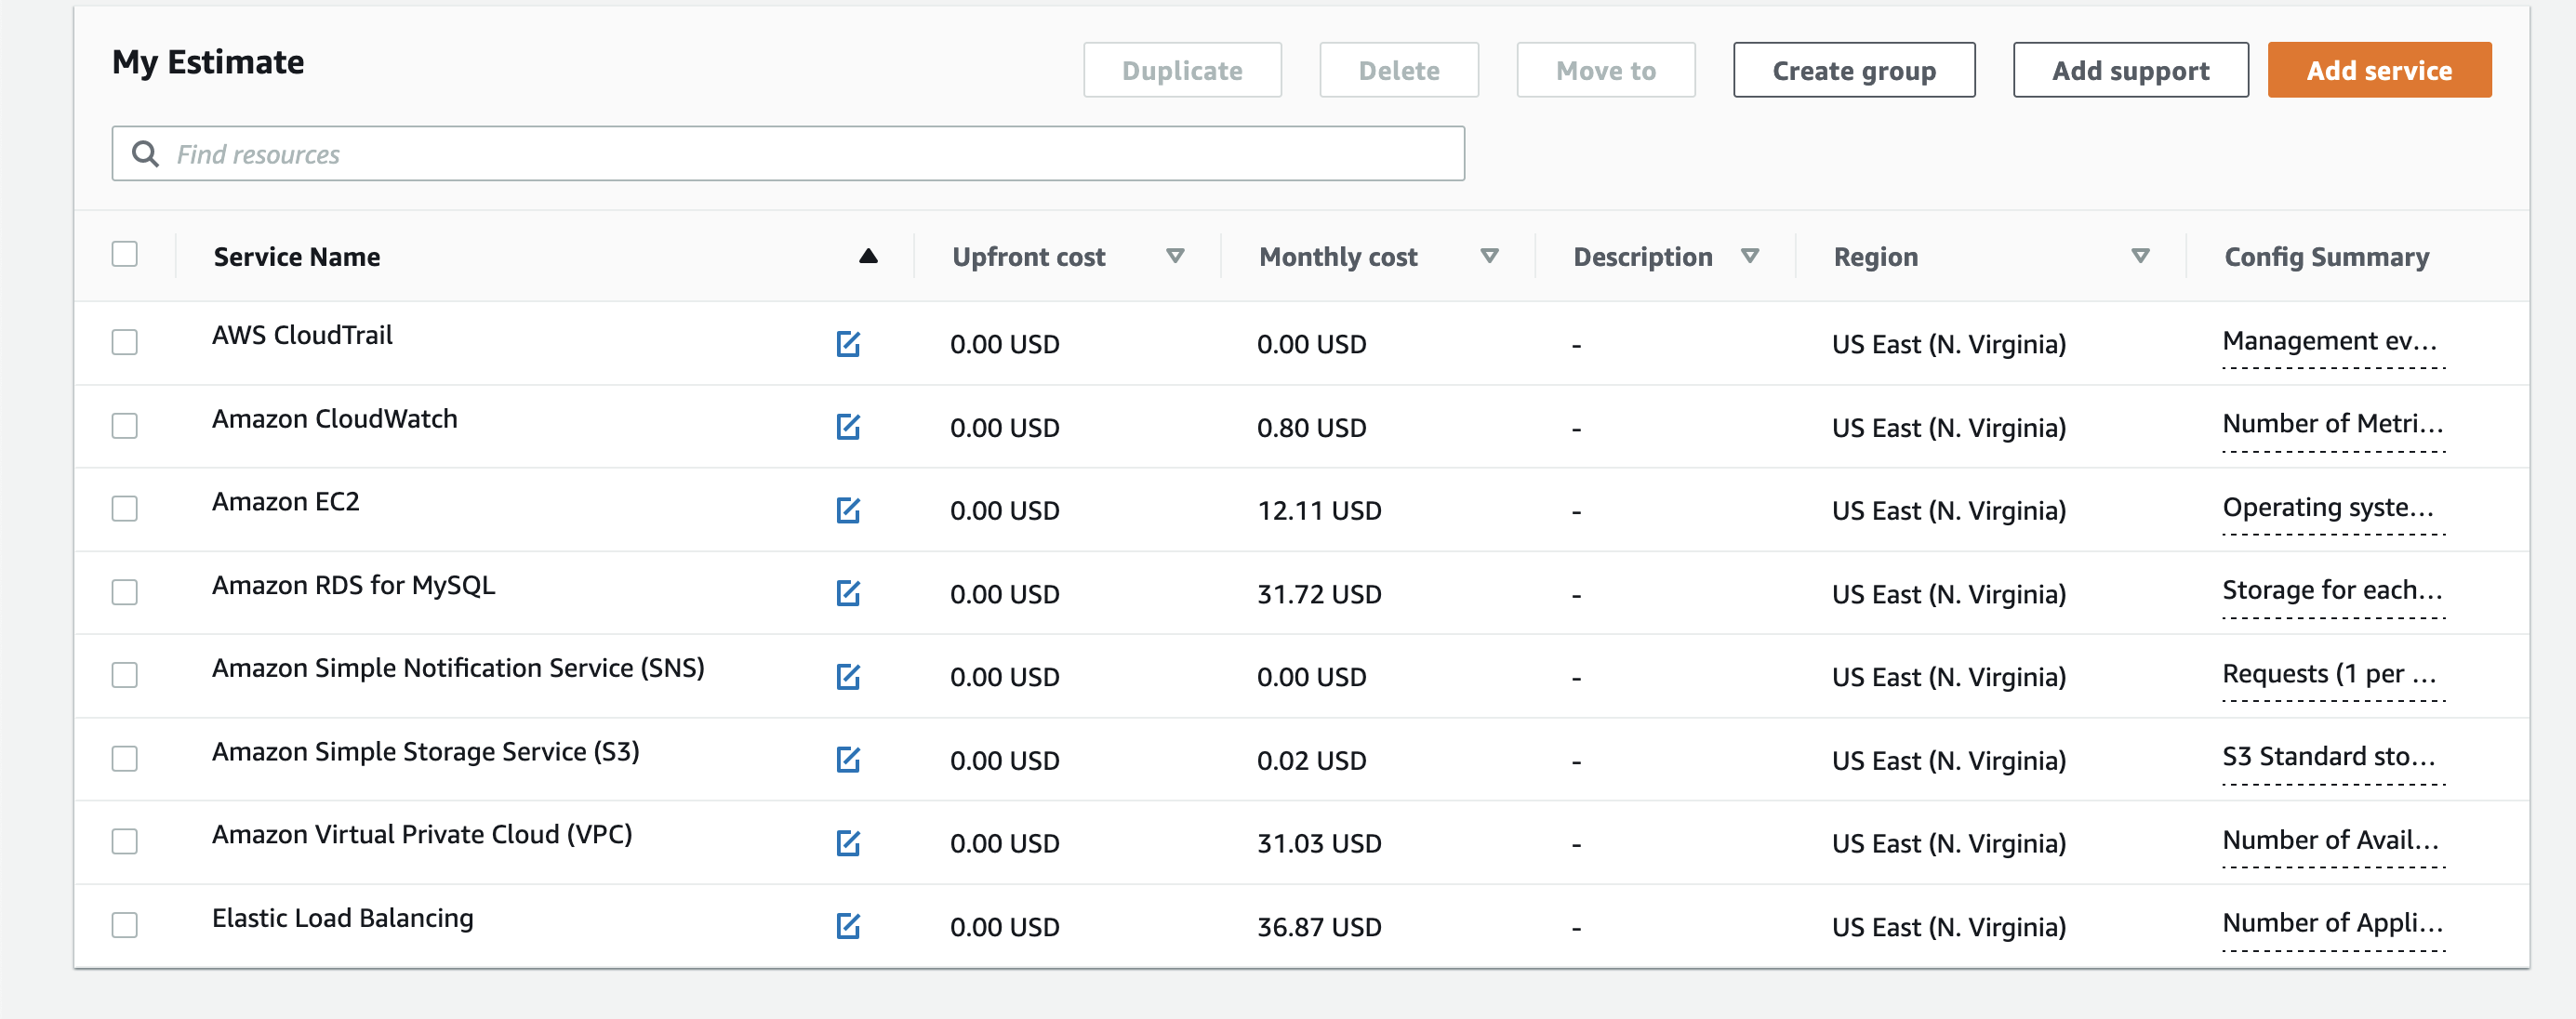 My Estimate
Duplicate Delete Move to Create group Add support Add service
Find resources
Service Name Upfront cost Monthly cost Description Region Config Summary
AWS CloudTrail 0.00 USD 0.00 USD - US East (N. Virginia) Management ev...
Amazon CloudWatch 0.00 USD 0.80 USD - US East (N. Virginia) Number of Metri...
Amazon EC2 0.00 USD 12.11 USD - US East (N. Virginia) Operating syste...
Amazon RDS for MySQL 0.00 USD 31.72 USD - US East (N. Virginia) Storage for each...
Amazon Simple Notification Service (SNS) 0.00 USD 0.00 USD - US East (N. Virginia) Requests (1 per ...
Amazon Simple Storage Service (S3) 0.00 USD 0.02 USD - US East (N. Virginia) S3 Standard sto...
Amazon Virtual Private Cloud (VPC) 0.00 USD 31.03 USD - US East (N. Virginia) Number of Avail...
Elastic Load Balancing 0.00 USD 36.87 USD - US East (N. Virginia) Number of Appli...